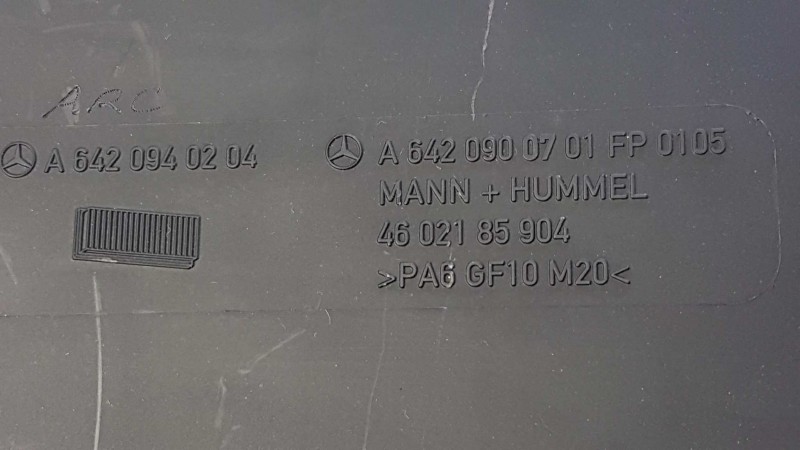 ARC
A 642 094 02 04
A 642 090 07 01 FP 0105
MANN + HUMMEL
46 021 85 904
>PA6 GF10 M20<